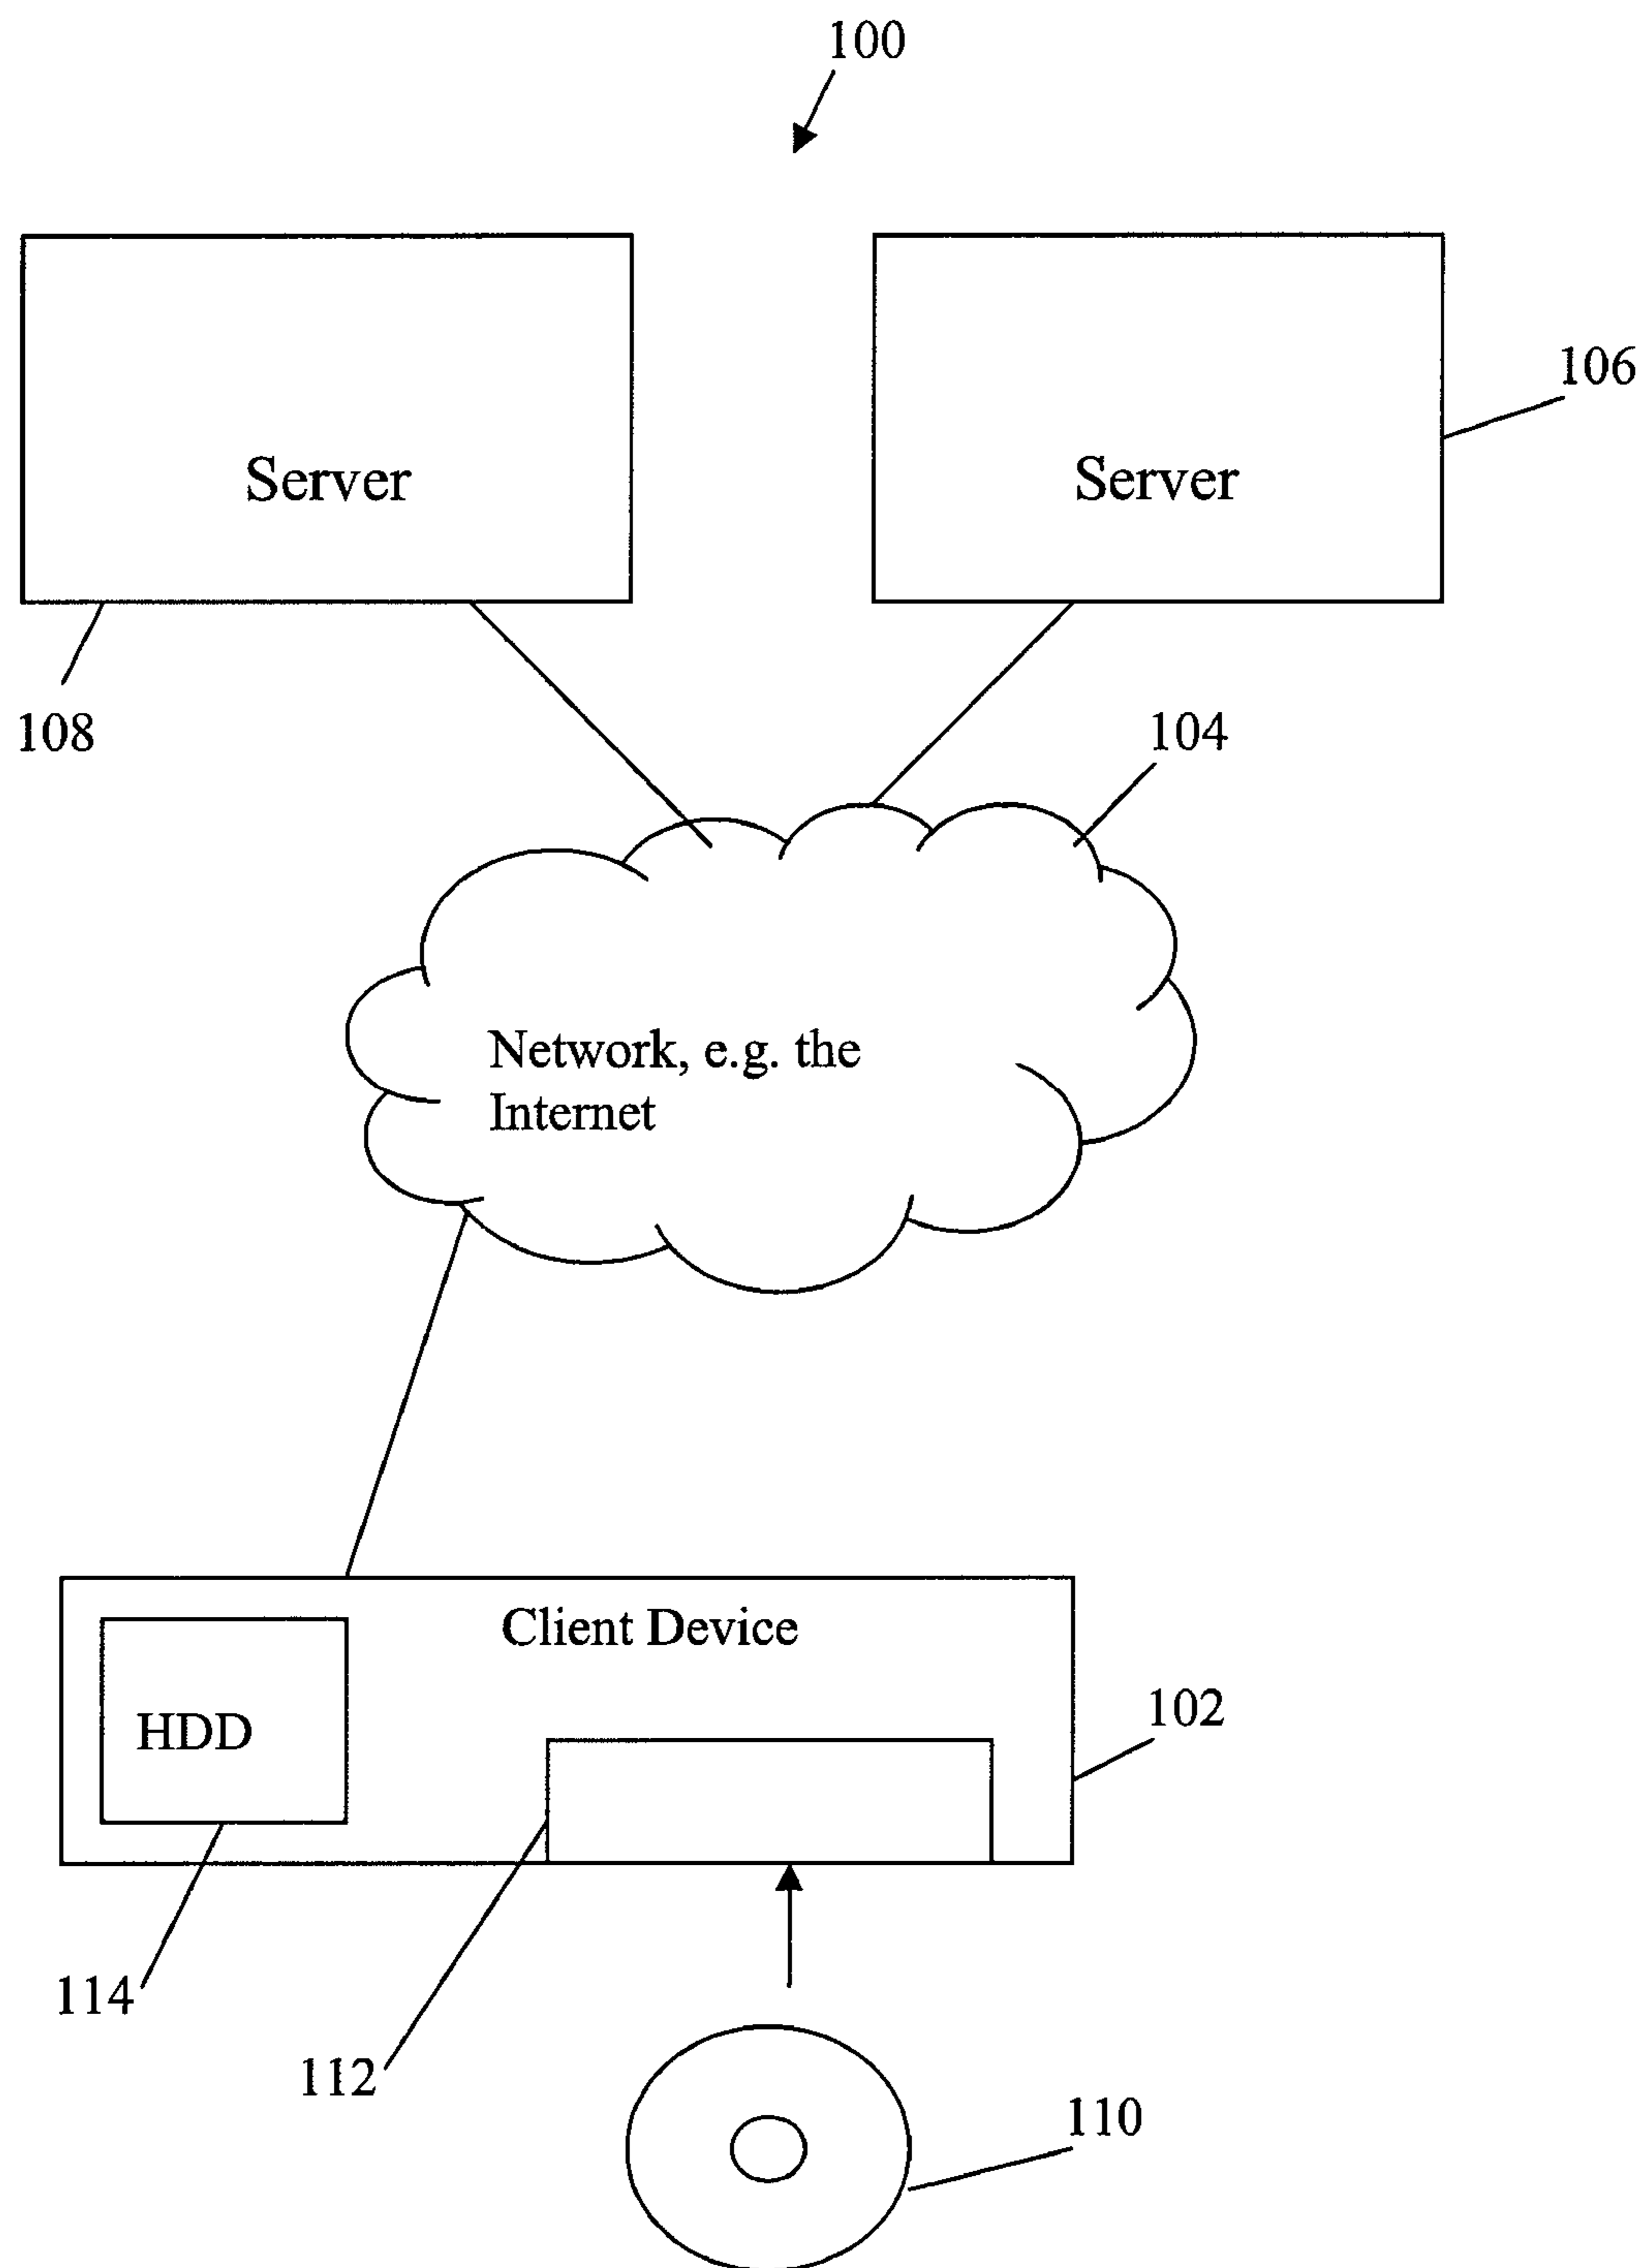 100
106
Server
Server
108
104
Network, e.g. the
Internet
Client Device
102
HDD
114
112
110